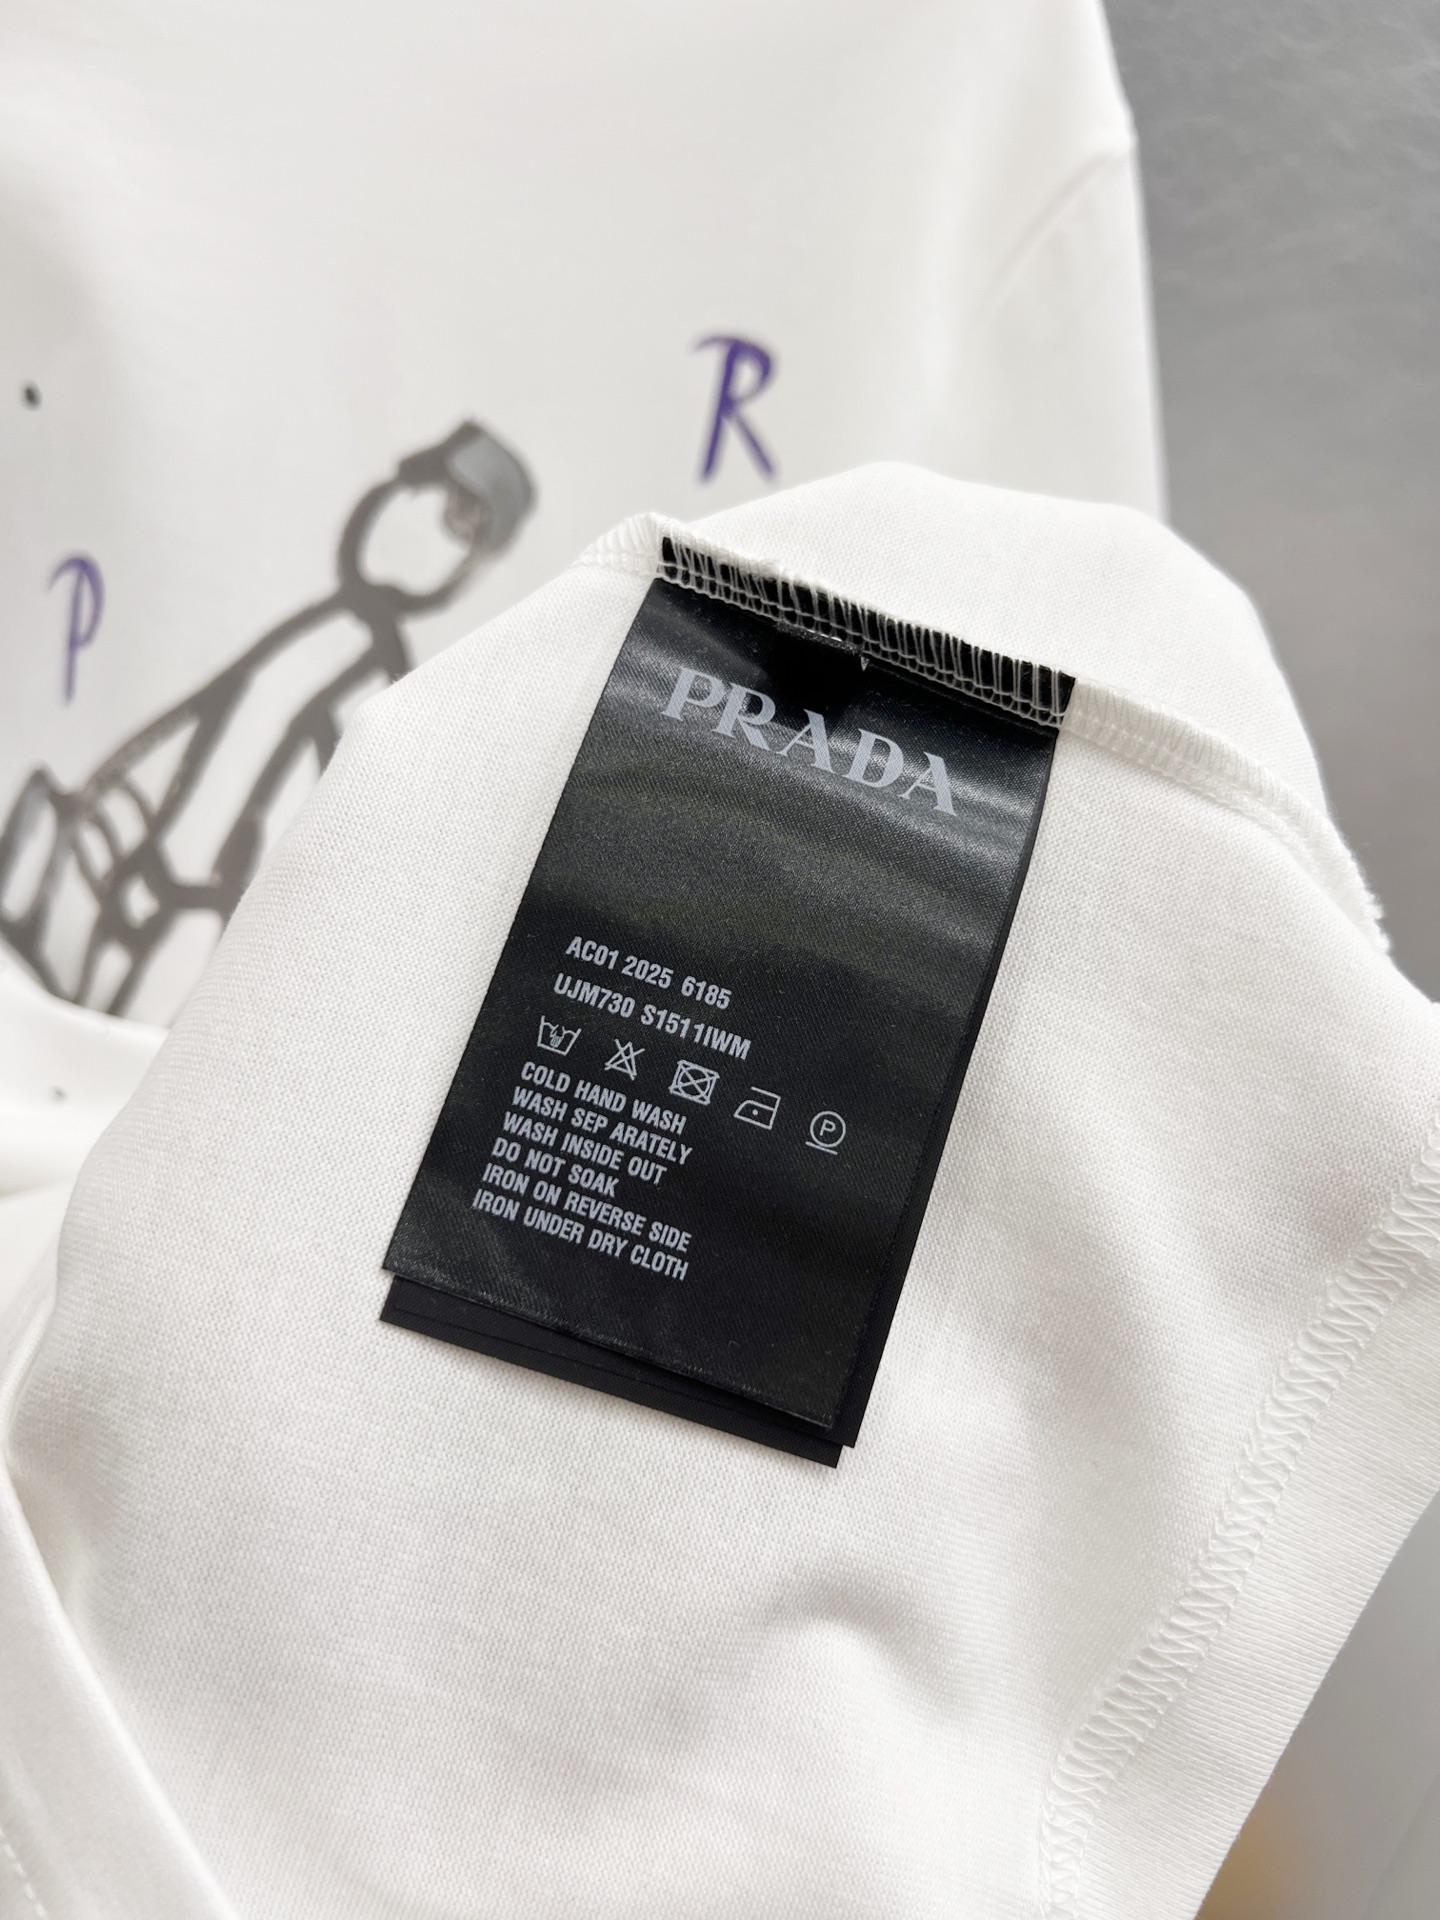 R
P
PRADA
AC01 2025 6185
UJM730 S1511IWM
P
COLD HAND WASH
WASH SEP ARATELY
WASH INSIDE OUT
DO NOT SOAK
IRON ON REVERSE SIDE
IRON UNDER DRY CLOTH